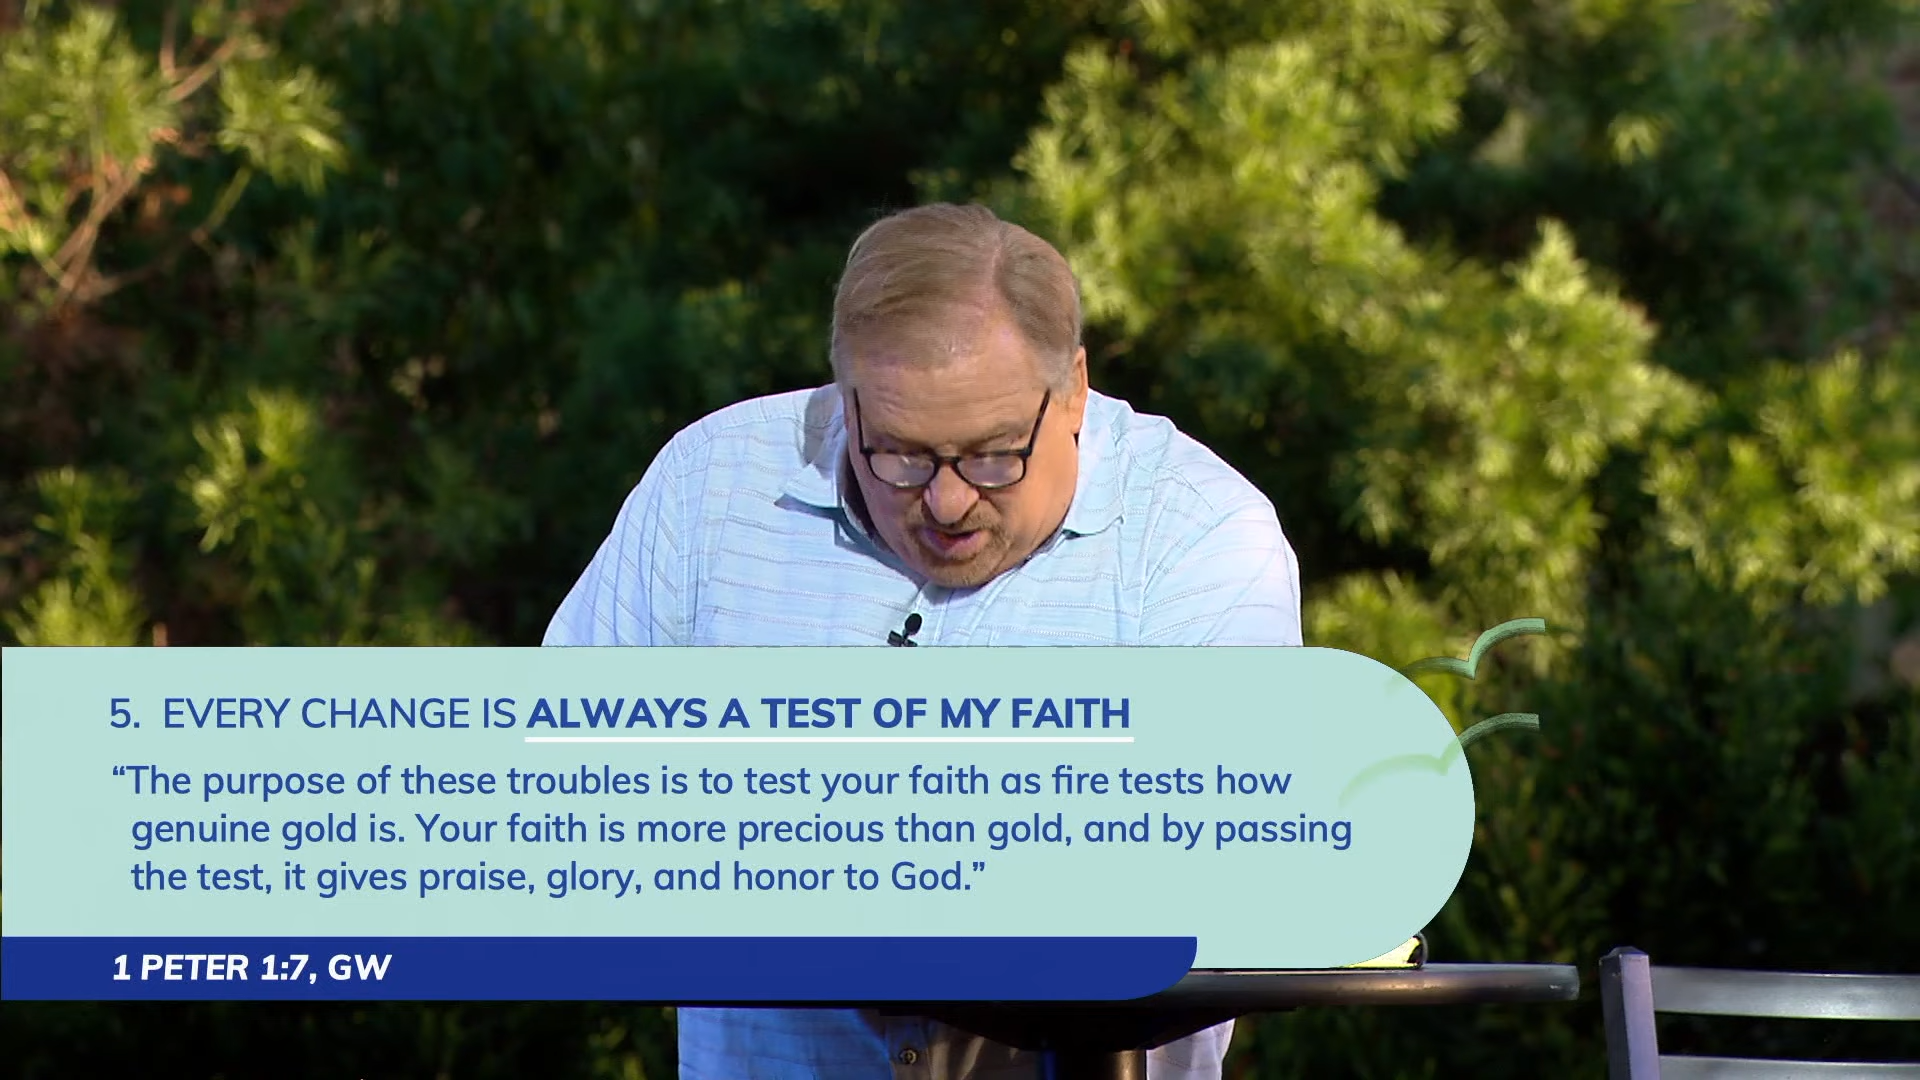 5. EVERY CHANGE IS ALWAYS A TEST OF MY FAITH
“The purpose of these troubles is to test your faith as fire tests how
genuine gold is. Your faith is more precious than gold, and by passing
the test, it gives praise, glory, and honor to God.”
1 PETER 1:7, GW